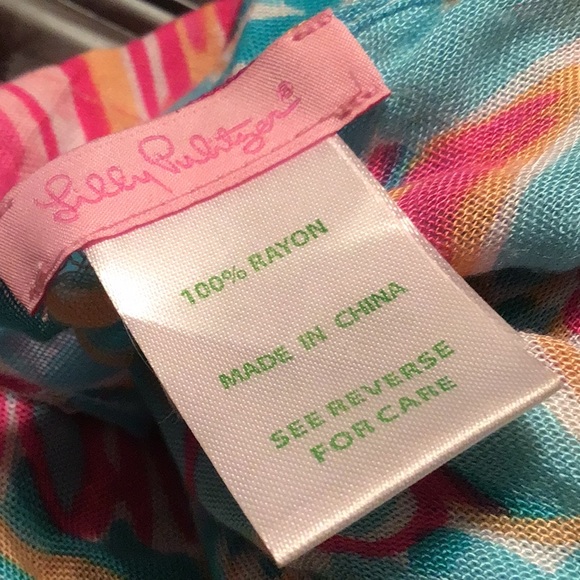 Lilly Pulitzer®
100% RAYON
MADE IN CHINA
SEE REVERSE
FOR CARE